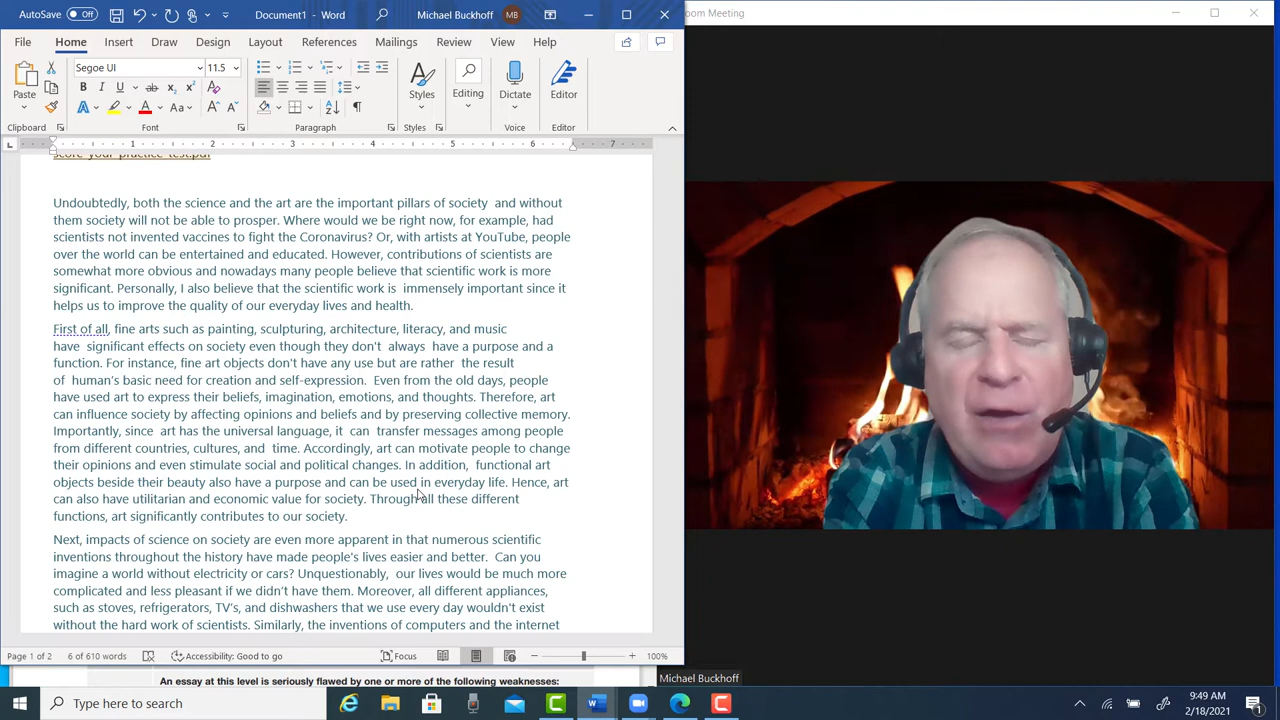 AutoSave Off Document1 - Word Michael Buckhoff MB
oom Meeting
File Home Insert Draw Design Layout References Mailings Review View Help
Segoe UI 11.5
Paste Styles Editing Dictate Editor
Clipboard Font Paragraph Styles Voice Editor
1 2 3 4 5 6 7
score-your-practice-test.pdf
Undoubtedly, both the science and the art are the important pillars of society and without
them society will not be able to prosper. Where would we be right now, for example, had
scientists not invented vaccines to fight the Coronavirus? Or, with artists at YouTube, people
over the world can be entertained and educated. However, contributions of scientists are
somewhat more obvious and nowadays many people believe that scientific work is more
significant. Personally, I also believe that the scientific work is immensely important since it
helps us to improve the quality of our everyday lives and health.
First of all, fine arts such as painting, sculpturing, architecture, literacy, and music
have significant effects on society even though they don't always have a purpose and a
function. For instance, fine art objects don't have any use but are rather the result
of human's basic need for creation and self-expression. Even from the old days, people
have used art to express their beliefs, imagination, emotions, and thoughts. Therefore, art
can influence society by affecting opinions and beliefs and by preserving collective memory.
Importantly, since art has the universal language, it can transfer messages among people
from different countries, cultures, and time. Accordingly, art can motivate people to change
their opinions and even stimulate social and political changes. In addition, functional art
objects beside their beauty also have a purpose and can be used in everyday life. Hence, art
can also have utilitarian and economic value for society. Through all these different
functions, art significantly contributes to our society.
Next, impacts of science on society are even more apparent in that numerous scientific
inventions throughout the history have made people's lives easier and better. Can you
imagine a world without electricity or cars? Unquestionably, our lives would be much more
complicated and less pleasant if we didn't have them. Moreover, all different appliances,
such as stoves, refrigerators, TV's, and dishwashers that we use every day wouldn't exist
without the hard work of scientists. Similarly, the inventions of computers and the internet
Page 1 of 2 6 of 610 words Accessibility: Good to go Focus 100%
An essay at this level is seriously flawed by one or more of the following weaknesses:
Michael Buckhoff
Type here to search
9:49 AM
2/18/2021